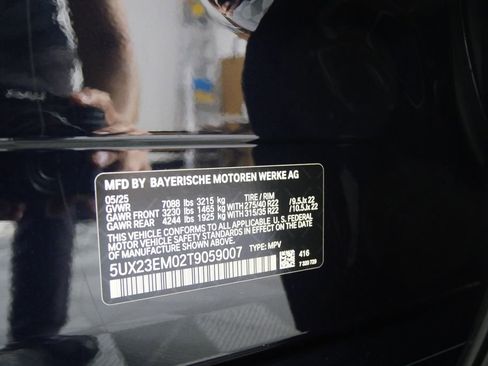 MFD BY BAYERISCHE MOTOREN WERKE AG
05/25
GVWR 7088 lbs 3215 kg TIRE / RIM
GAWR FRONT 3230 lbs 1465 kg WITH 275/40 R22 / 9.5Jx 22
GAWR REAR 4244 lbs 1925 kg WITH 315/35 R22 / 10.5Jx 22
THIS VEHICLE CONFORMS TO ALL APPLICABLE U.S. FEDERAL
MOTOR VEHICLE SAFETY STANDARDS IN EFFECT ON THE DATE
OF MANUFACTURE SHOWN ABOVE.
5UX23EM02T9059007 TYPE: MPV
416